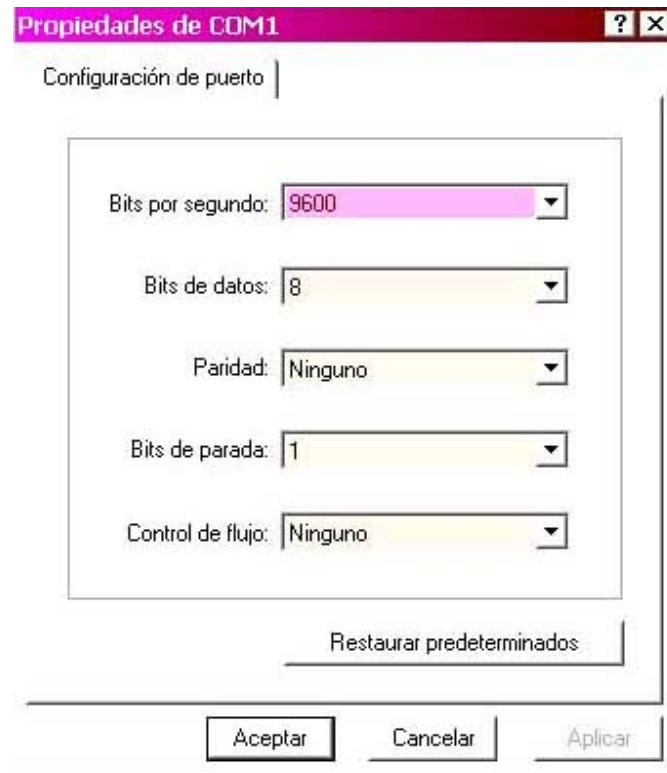 Propiedades de COM1
Configuración de puerto
Bits por segundo: 9600
Bits de datos: 8
Paridad: Ninguno
Bits de parada: 1
Control de flujo: Ninguno
Restaurar predeterminados
Aceptar Cancelar Aplicar